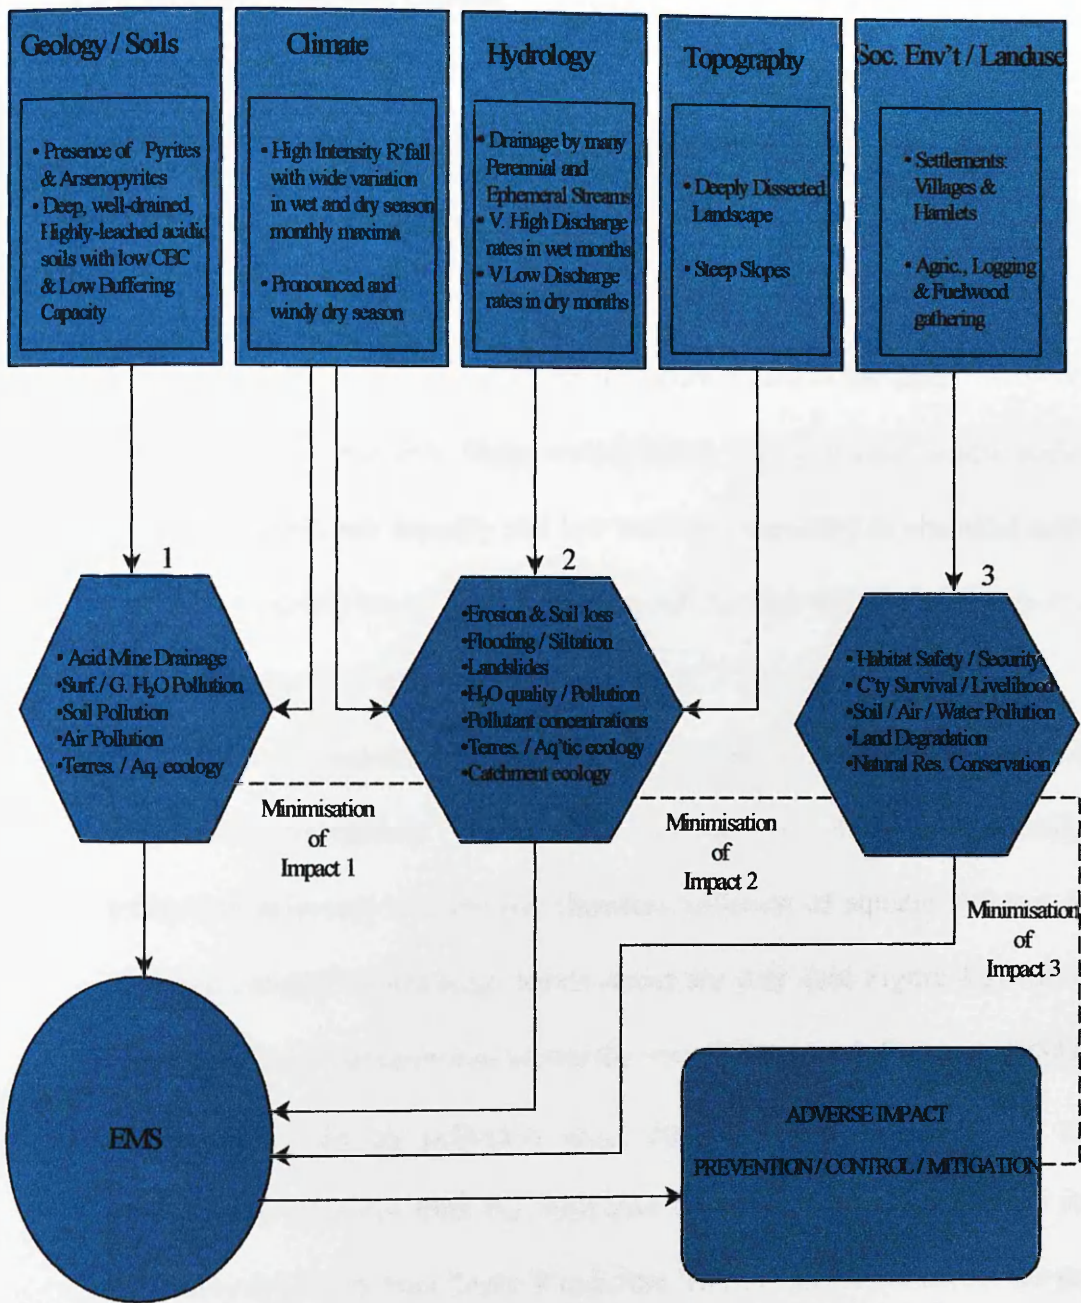 Geology / Soils
• Presence of Pyrites
& Arsenopyrites
• Deep, well-drained,
Highly-leached acidic
soils with low CEC
& Low Buffering
Capacity
Climate
• High Intensity R'fall
with wide variation
in wet and dry season
monthly maxima
• Pronounced and
windy dry season
Hydrology
• Drainage by many
Perennial and
Ephemeral Streams
• V. High Discharge
rates in wet months
• V.Low Discharge
rates in dry months
Topography
• Deeply Dissected
Landscape
• Steep Slopes
Soc. Env't / Landuse
• Settlements:
Villages &
Hamlets
• Agric., Logging
& Fuelwood
gathering
1
• Acid Mine Drainage
•Surf./ G. H₂O Pollution
•Soil Pollution
•Air Pollution
•Terres. / Aq. ecology
2
•Erosion & Soil loss
•Flooding / Siltation
•Landslides
•H₂O quality / Pollution
•Pollutant concentrations
•Terres. / Aq'tic ecology
•Catchment ecology
3
• Habitat Safety / Security
• C'ty Survival / Livelihood
•Soil / Air / Water Pollution
•Land Degradation
•Natural Res. Conservation
Minimisation
of
Impact 1
Minimisation
of
Impact 2
Minimisation
of
Impact 3
EMS
ADVERSE IMPACT
PREVENTION / CONTROL / MITIGATION